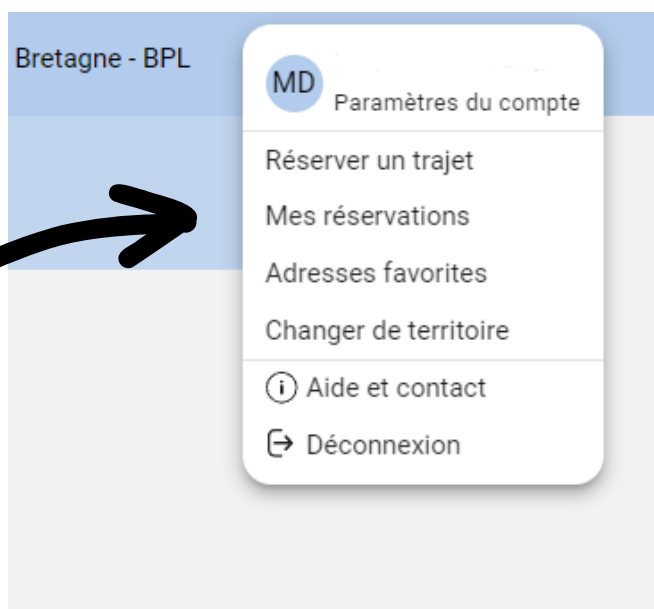 Bretagne - BPL
MD
Paramètres du compte
Réserver un trajet
Mes réservations
Adresses favorites
Changer de territoire
Aide et contact
Déconnexion